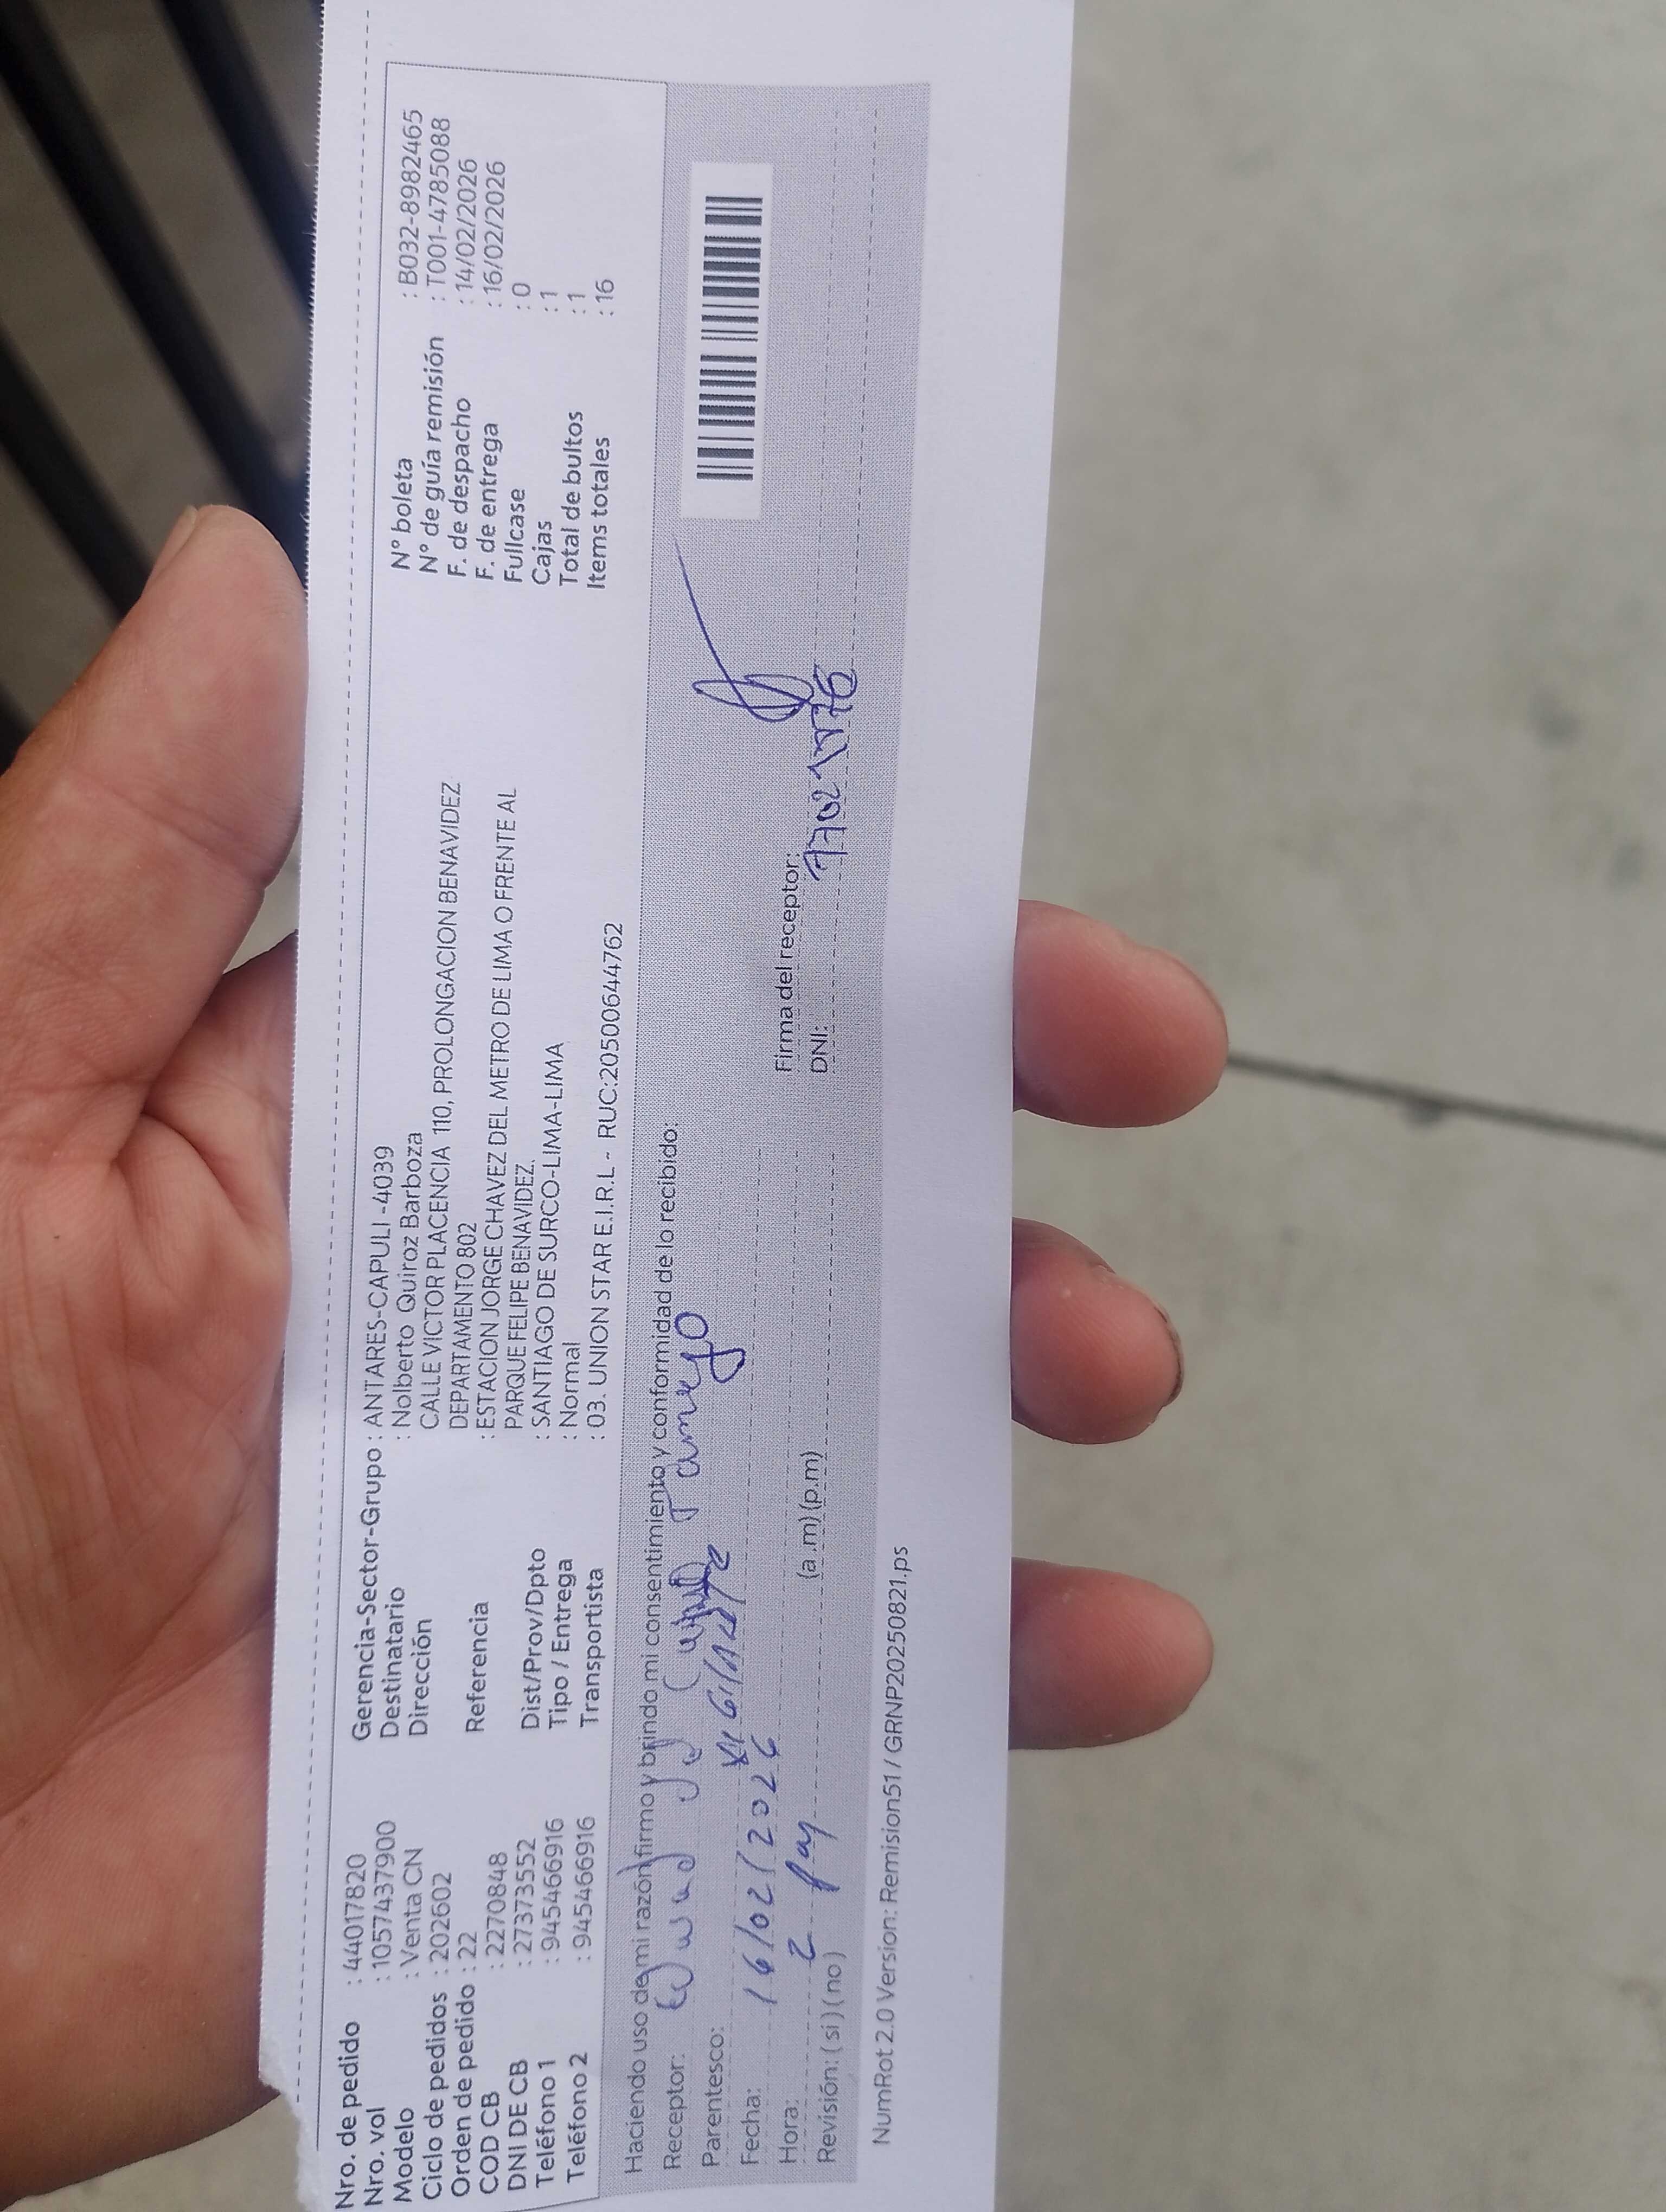 Nro. de pedido : 44017820
Nro. vol : 1057437900
Modelo : Venta CN
Ciclo de pedidos : 202602
Orden de pedido : 22
COD CB : 2270848
DNI DE CB : 27373552
Teléfono 1 : 945466916
Teléfono 2 : 945466916
Gerencia-Sector-Grupo : ANTARES-CAPULI -4039
Destinatario : Nolberto Quiroz Barboza
Dirección CALLE VICTOR PLACENCIA 110, PROLONGACION BENAVIDEZ
DEPARTAMENTO 802
Referencia : ESTACION JORGE CHAVEZ DEL METRO DE LIMA O FRENTE AL
PARQUE FELIPE BENAVIDEZ.
Dist/Prov/Dpto : SANTIAGO DE SURCO-LIMA-LIMA
Tipo / Entrega : Normal
Transportista : 03. UNION STAR E.I.R.L - RUC:20500644762
N° boleta : B032-8982465
N° de guía remisión : T001-4785088
F. de despacho : 14/02/2026
F. de entrega : 16/02/2026
Fullcase : 0
Cajas : 1
Total de bultos : 1
Items totales : 16
Haciendo uso de mi razón firmo y brindo mi consentimiento y conformidad de lo recibido:
Receptor:
Parentesco:
Fecha: 16/02/2026
Hora: (a .m) (p.m)
Revisión: ( si ) ( no )
Firma del receptor:
DNI:
NumRot 2.0 Version: Remision51 / GRNP20250821.ps